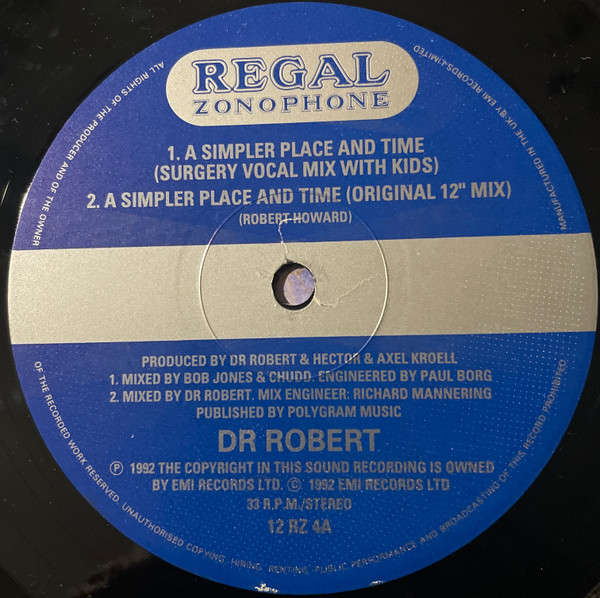 REGAL
ZONOPHONE
1. A SIMPLER PLACE AND TIME
(SURGERY VOCAL MIX WITH KIDS)
2. A SIMPLER PLACE AND TIME (ORIGINAL 12" MIX)
(ROBERT HOWARD)
PRODUCED BY DR ROBERT & HECTOR & AXEL KROELL
1. MIXED BY BOB JONES & CHUDD. ENGINEERED BY PAUL BORG
2. MIXED BY DR ROBERT. MIX ENGINEER: RICHARD MANNERING
PUBLISHED BY POLYGRAM MUSIC
DR ROBERT
Ⓟ 1992 THE COPYRIGHT IN THIS SOUND RECORDING IS OWNED
BY EMI RECORDS LTD. © 1992 EMI RECORDS LTD
33 R.P.M./STEREO
12 RZ 4A
ALL RIGHTS OF THE PRODUCER AND OF THE OWNER
OF THE RECORDED WORK RESERVED. UNAUTHORISED COPYING · HIRING · RENTING · PUBLIC PERFORMANCE AND BROADCASTING OF THIS RECORD PROHIBITED
MANUFACTURED IN THE UK BY EMI RECORDS LIMITED